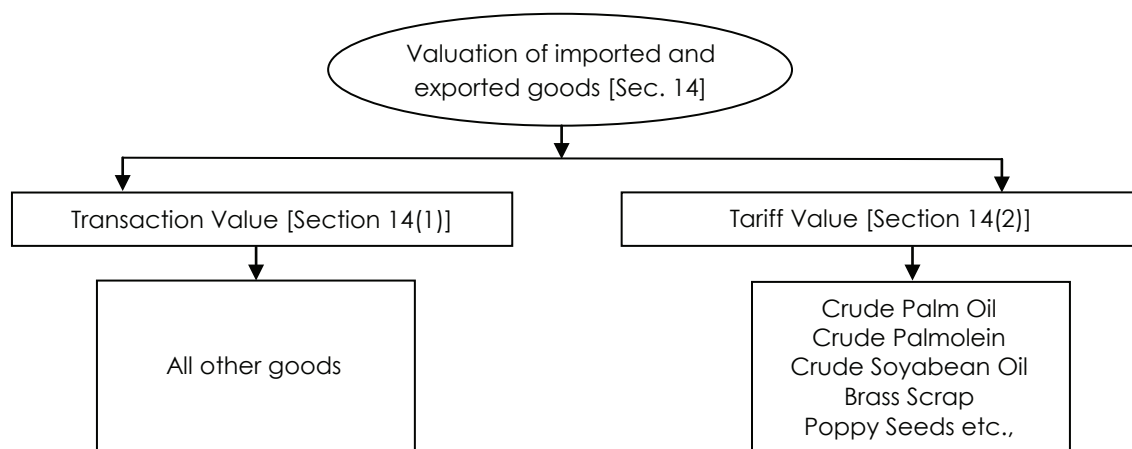 Valuation of imported and
exported goods [Sec. 14]
Transaction Value [Section 14(1)]
Tariff Value [Section 14(2)]
All other goods
Crude Palm Oil
Crude Palmolein
Crude Soyabean Oil
Brass Scrap
Poppy Seeds etc.,